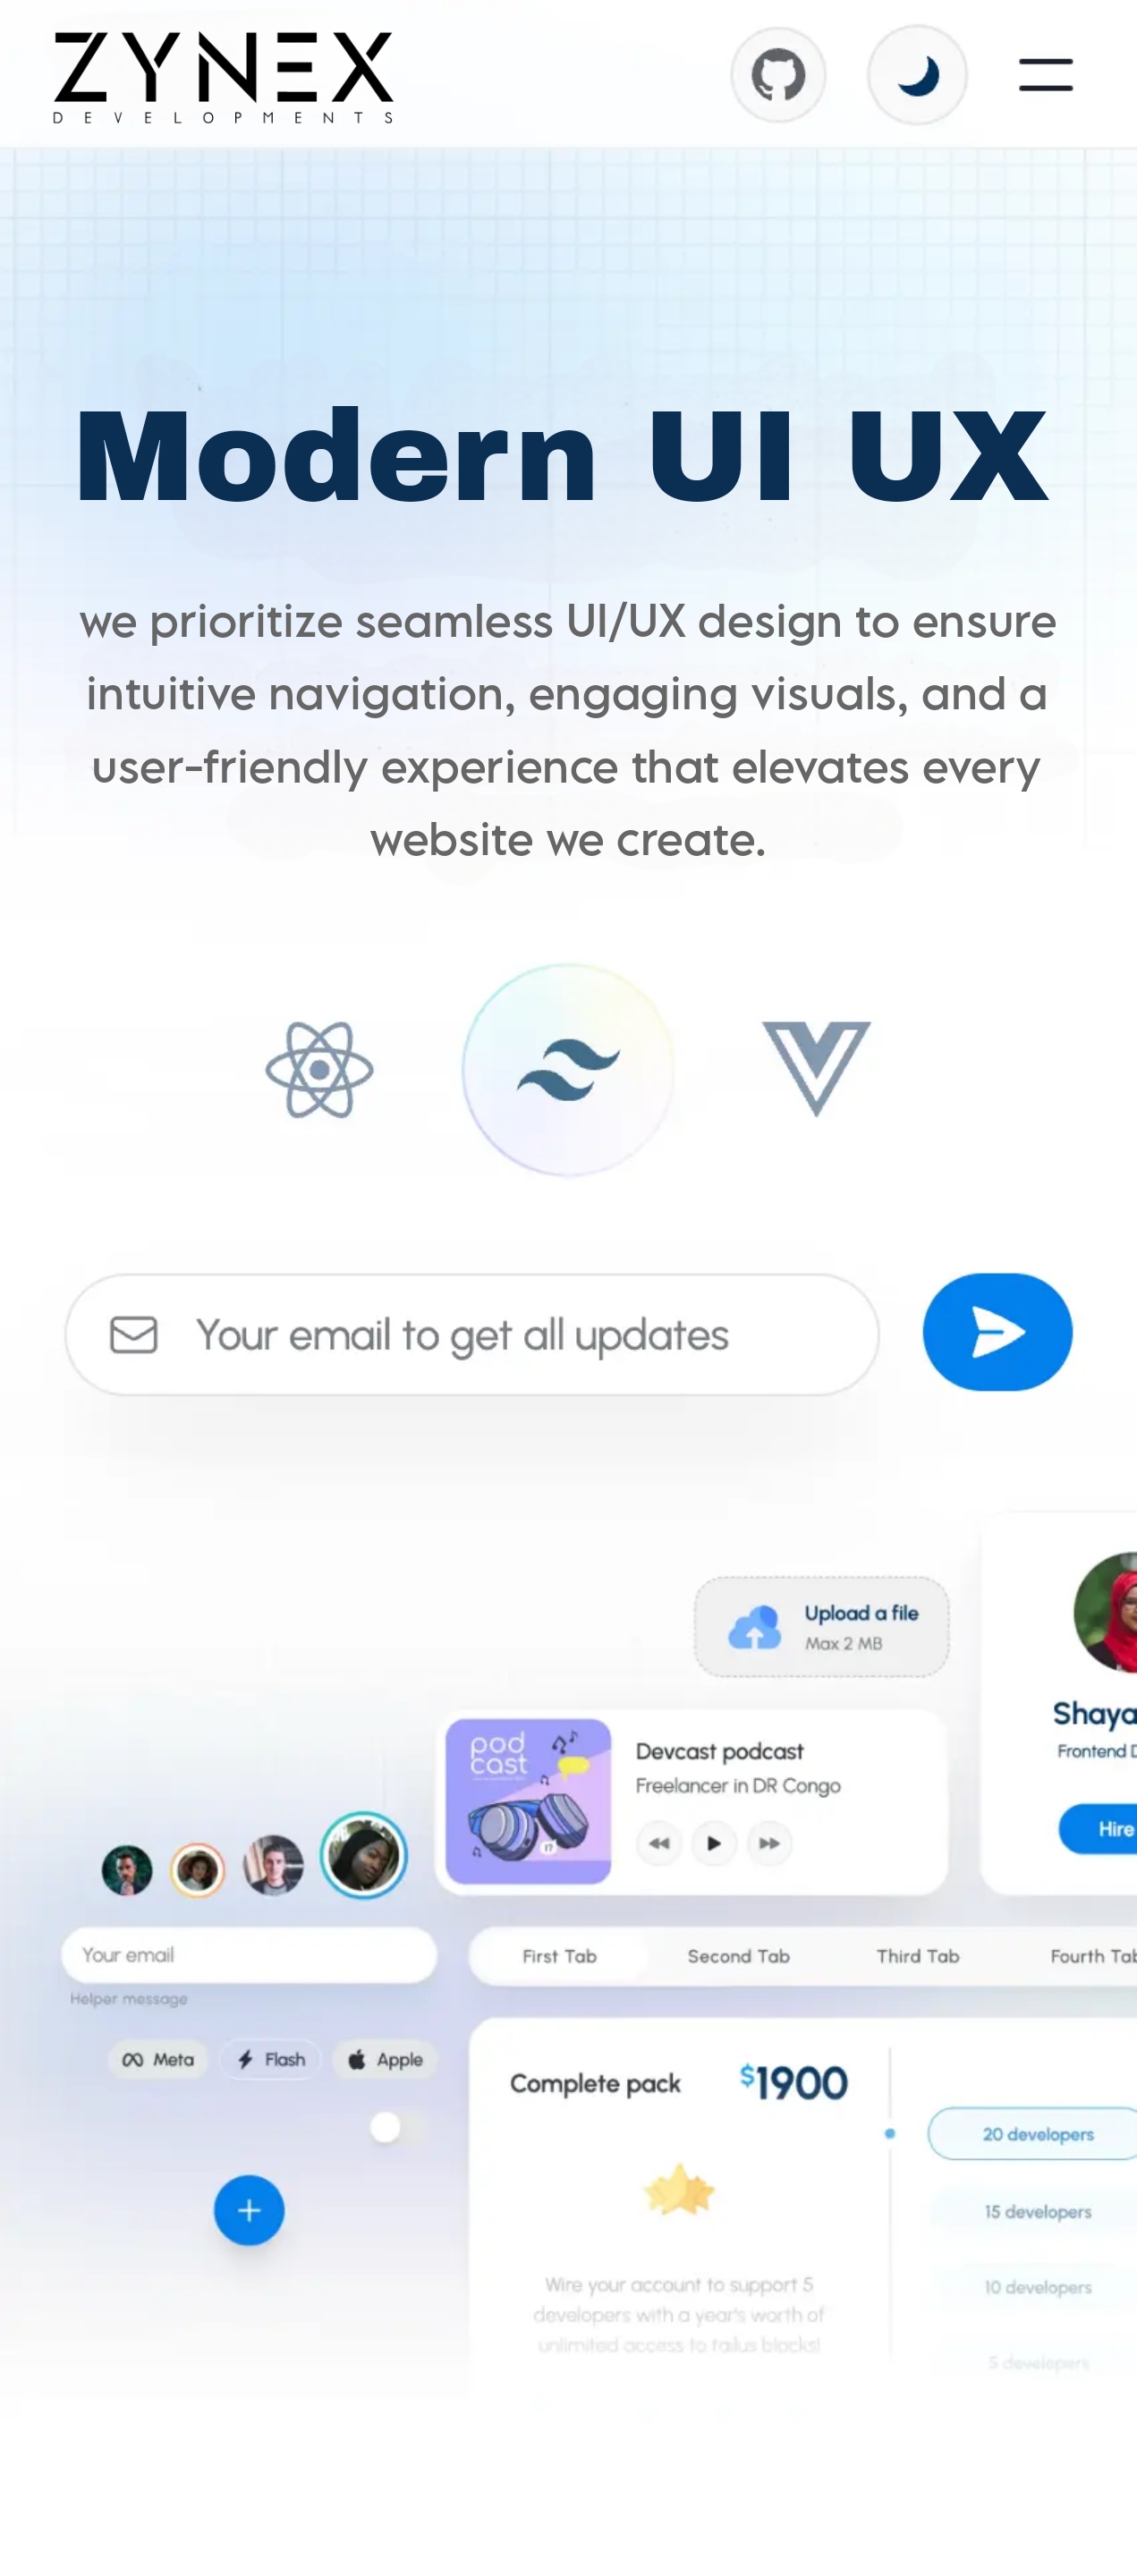 ZYNEX
DEVELOPMENTS
Modern UI UX
we prioritize seamless UI/UX design to ensure
intuitive navigation, engaging visuals, and a
user-friendly experience that elevates every
website we create.
Your email to get all updates
Upload a file
Max 2 MB
Shaya
Frontend D
Hire
pod
cast
Devcast podcast
Freelancer in DR Congo
17
Your email
Helper message
First Tab
Second Tab
Third Tab
Fourth Tab
Meta
Flash
Apple
Complete pack
$1900
20 developers
15 developers
10 developers
5 developers
Wire your account to support 5
developers with a year's worth of
unlimited access to tailus blocks!